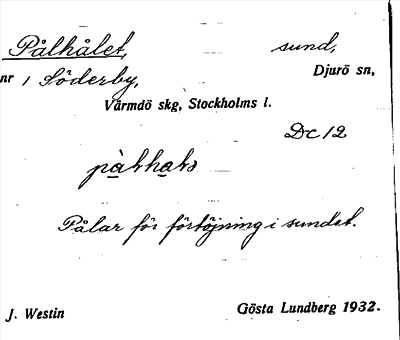 Pålhålet, sund,
nr 1 Söderby, Djurö sn,
Värmdö skg, Stockholms l.
Dc 12
Pålar för förtöjning i sundet.
J. Westin Gösta Lundberg 1932.